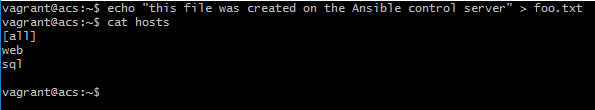 vagrant@acs:~$ echo "this file was created on the Ansible control server" > foo.txt
vagrant@acs:~$ cat hosts
[all]
web
sql
vagrant@acs:~$